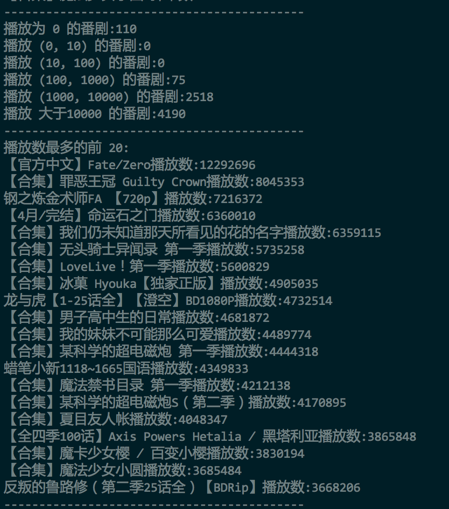 ----------------------------------------
播放为 0 的番剧:110
播放 (0, 10) 的番剧:0
播放 (10, 100) 的番剧:0
播放 (100, 1000) 的番剧:75
播放 (1000, 10000) 的番剧:2518
播放 大于10000 的番剧:4190
----------------------------------------
播放数最多的前 20:
【官方中文】Fate/Zero播放数:12292696
【合集】罪恶王冠 Guilty Crown播放数:8045353
钢之炼金术师FA 【720p】播放数:7216372
【4月/完结】命运石之门播放数:6360010
【合集】我们仍未知道那天所看见的花的名字播放数:6359115
【合集】无头骑士异闻录 第一季播放数:5735258
【合集】LoveLive！第一季播放数:5600829
【合集】冰菓 Hyouka【独家正版】播放数:4905035
龙与虎【1-25话全】【澄空】BD1080P播放数:4732514
【合集】男子高中生的日常播放数:4681872
【合集】我的妹妹不可能那么可爱播放数:4489774
【合集】某科学的超电磁炮 第一季播放数:4444318
蜡笔小新1118~1665国语播放数:4349833
【合集】魔法禁书目录 第一季播放数:4212138
【合集】某科学的超电磁炮S（第二季）播放数:4170895
【合集】夏目友人帐播放数:4048347
【全四季100话】Axis Powers Hetalia / 黑塔利亚播放数:3865848
【合集】魔卡少女樱 / 百变小樱播放数:3830194
【合集】魔法少女小圆播放数:3685484
反叛的鲁路修（第二季25话全）【BDRip】播放数:3668206
----------------------------------------